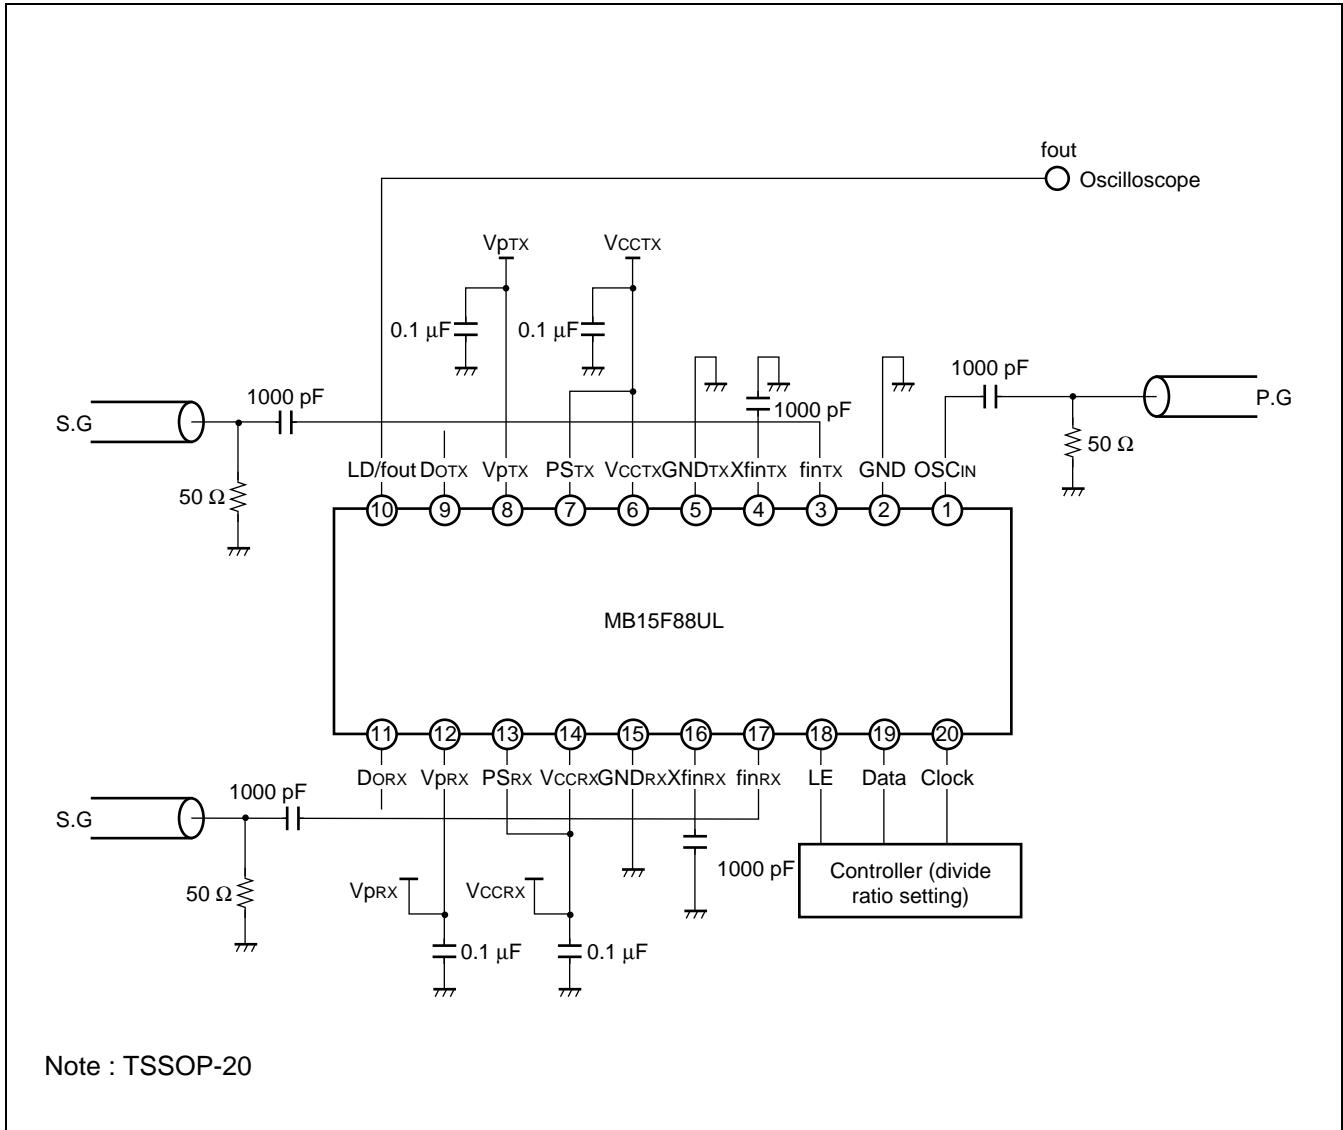 fout
Oscilloscope
VpTX
VCCTX
0.1 μF
0.1 μF
1000 pF
1000 pF
1000 pF
S.G
P.G
50 Ω
50 Ω
LD/fout DOTX VpTX PSTX VCCTX GNDTX XfinTX finTX GND OSCIN
10 9 8 7 6 5 4 3 2 1
MB15F88UL
11 12 13 14 15 16 17 18 19 20
DORX VpRX PSRX VCCRX GNDRX XfinRX finRX LE Data Clock
1000 pF
S.G
50 Ω
VpRX
VCCRX
1000 pF
Controller (divide
ratio setting)
0.1 μF
0.1 μF
Note : TSSOP-20